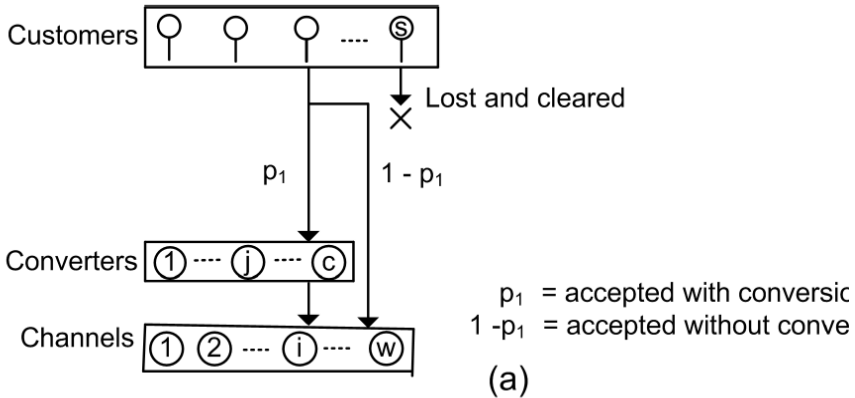 Customers S
Lost and cleared
p1 1 - p1
Converters 1 ---- j ---- c
p1 = accepted with conversio
Channels 1 2 ---- i ---- w
1 -p1 = accepted without conve
(a)